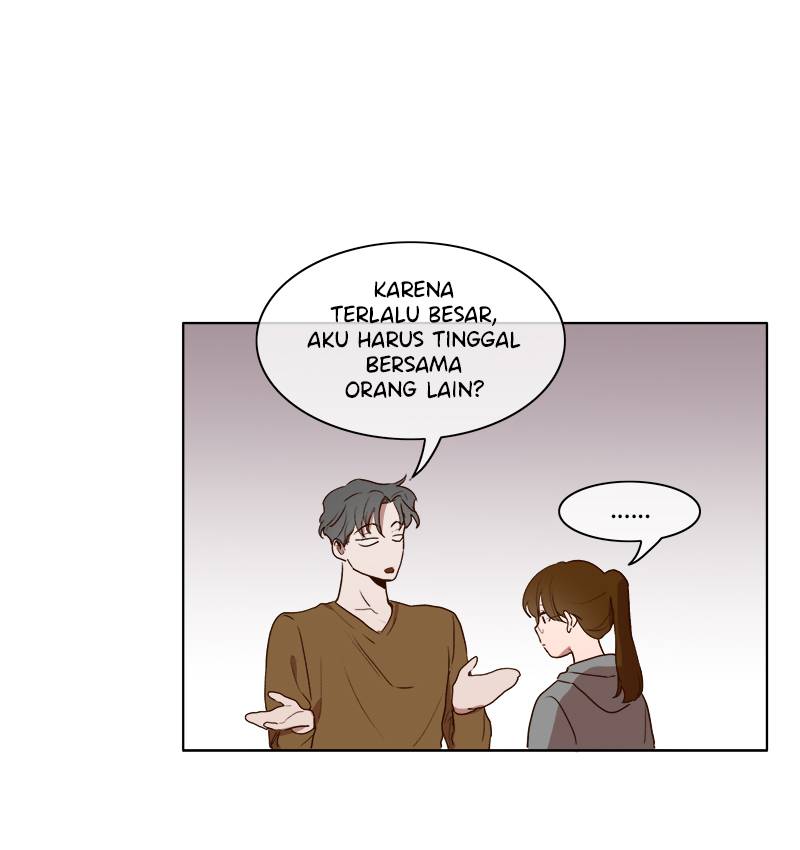 KARENA
TERLALU BESAR,
AKU HARUS TINGGAL
BERSAMA
ORANG LAIN?
......